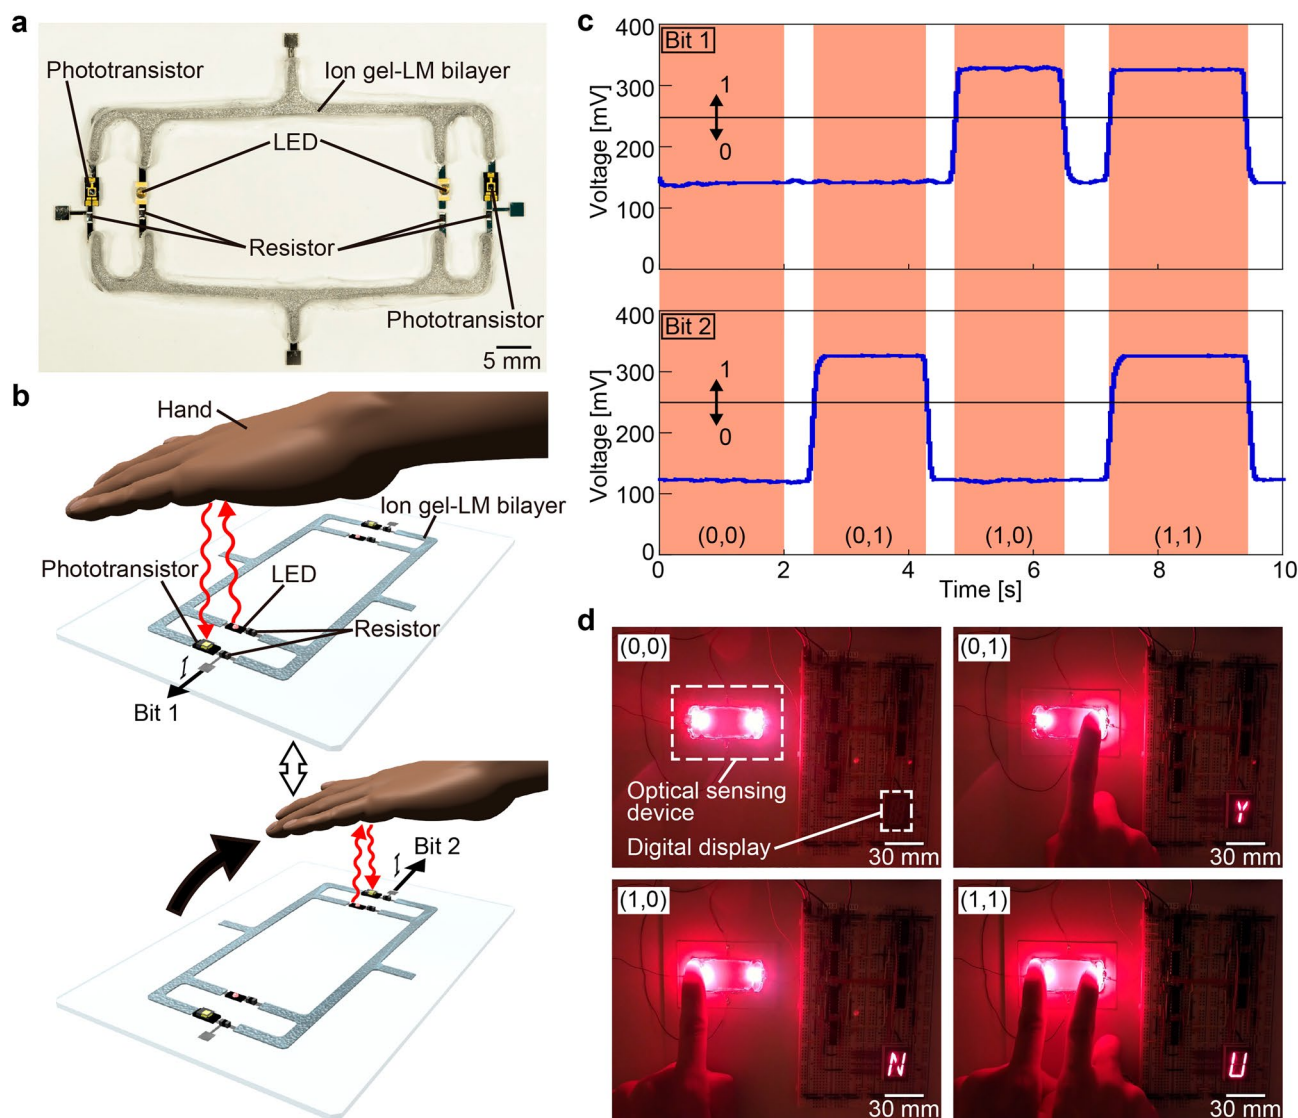 a
Phototransistor
Ion gel-LM bilayer
LED
Resistor
Phototransistor
5 mm
b
Hand
Ion gel-LM bilayer
Phototransistor
LED
Resistor
Bit 1
Bit 2
c
400
300
200
100
0
Voltage [mV]
Bit 1
1
0
400
300
200
100
0
Voltage [mV]
Bit 2
1
0
(0,0)
(0,1)
(1,0)
(1,1)
0
2
4
6
8
10
Time [s]
d
(0,0)
Optical sensing
device
Digital display
30 mm
(0,1)
Y
30 mm
(1,0)
N
30 mm
(1,1)
U
30 mm